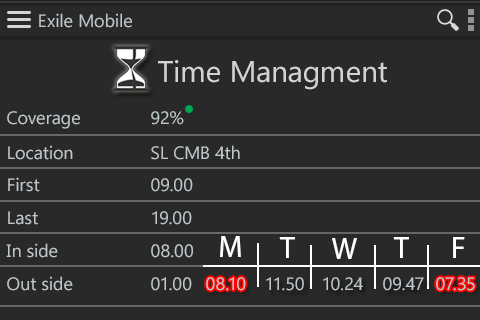 Exile Mobile
Time Managment
Coverage 92%
Location SL CMB 4th
First 09.00
Last 19.00
In side 08.00 M T W T F
Out side 01.00 08.10 11.50 10.24 09.47 07.35